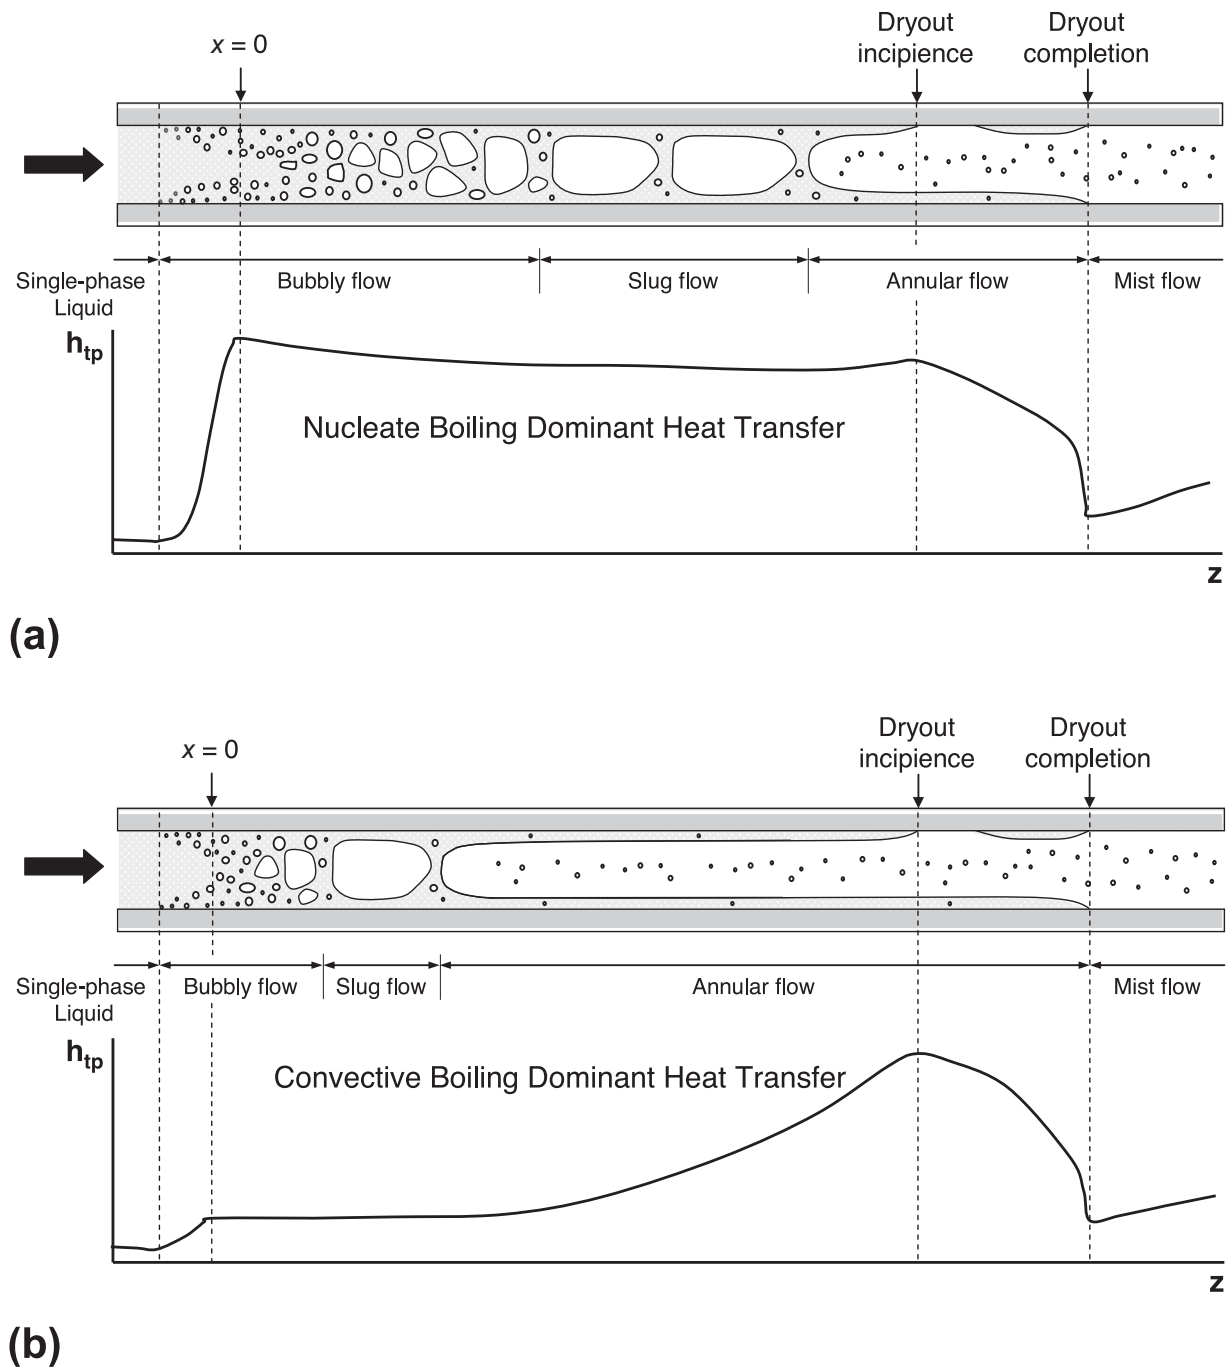 x = 0
Dryout
incipience
Dryout
completion
Single-phase
Liquid
Bubbly flow
Slug flow
Annular flow
Mist flow
h_tp
Nucleate Boiling Dominant Heat Transfer
z
(a)
x = 0
Dryout
incipience
Dryout
completion
Single-phase
Liquid
Bubbly flow
Slug flow
Annular flow
Mist flow
h_tp
Convective Boiling Dominant Heat Transfer
z
(b)